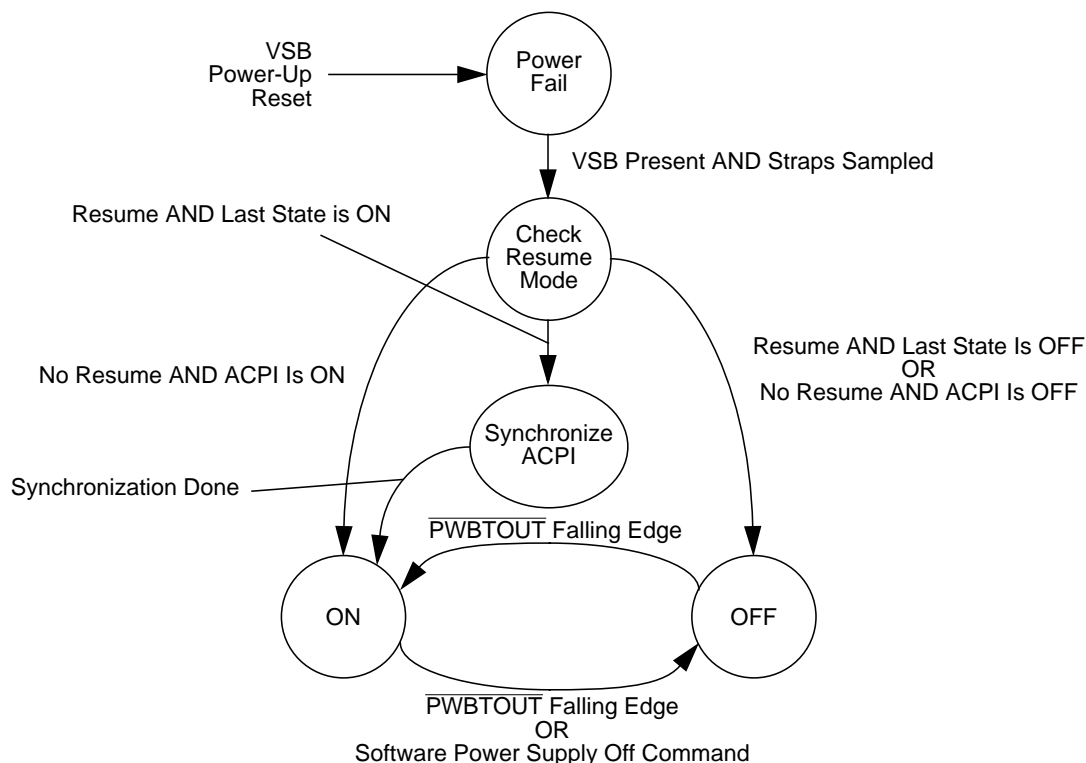 VSB
Power-Up
Reset
Power
Fail
VSB Present AND Straps Sampled
Resume AND Last State is ON
Check
Resume
Mode
No Resume AND ACPI Is ON
Resume AND Last State Is OFF
OR
No Resume AND ACPI Is OFF
Synchronize
ACPI
Synchronization Done
PWBTOUT Falling Edge
ON
OFF
PWBTOUT Falling Edge
OR
Software Power Supply Off Command